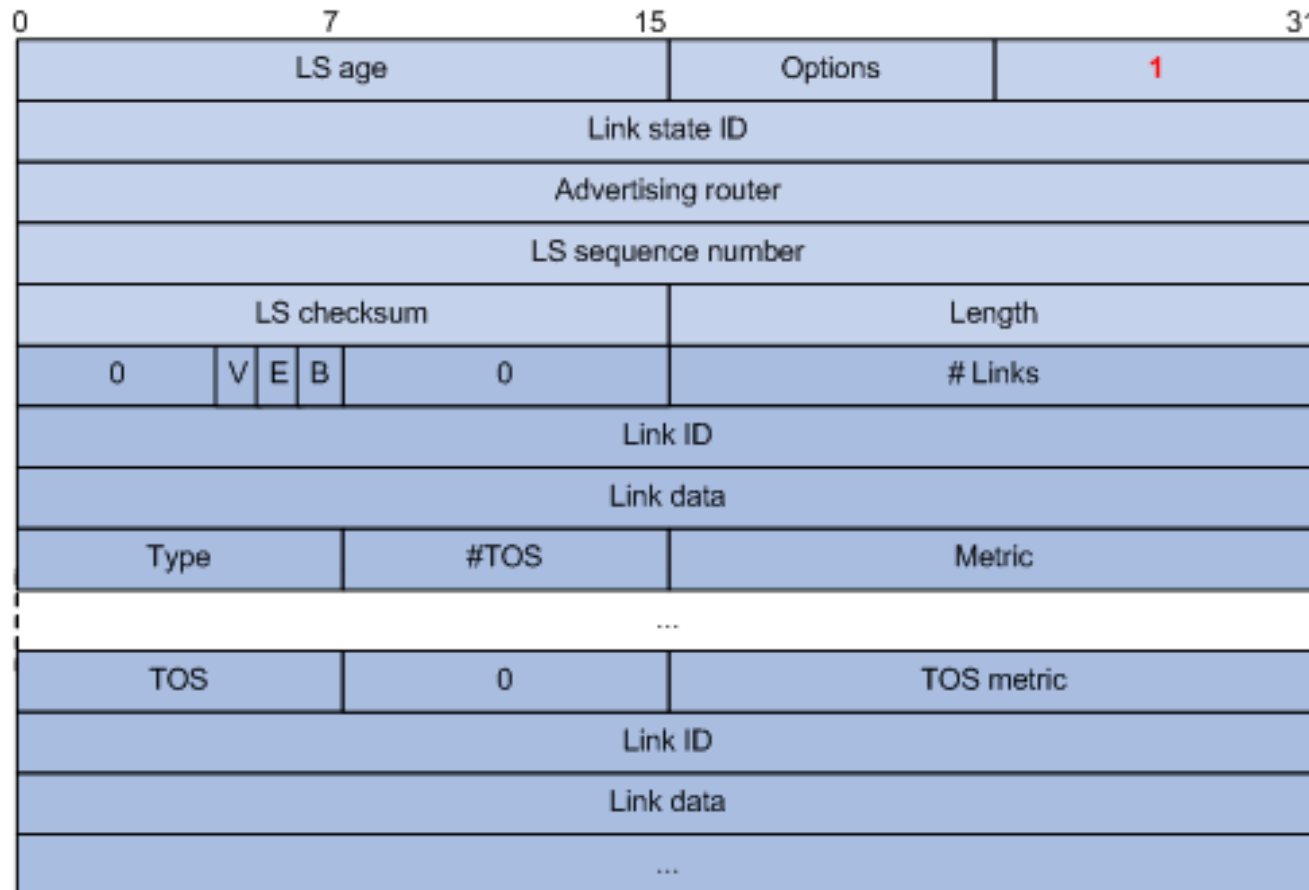 0 7 15 31
LS age Options 1
Link state ID
Advertising router
LS sequence number
LS checksum Length
0 V E B 0 # Links
Link ID
Link data
Type #TOS Metric
...
TOS 0 TOS metric
Link ID
Link data
...